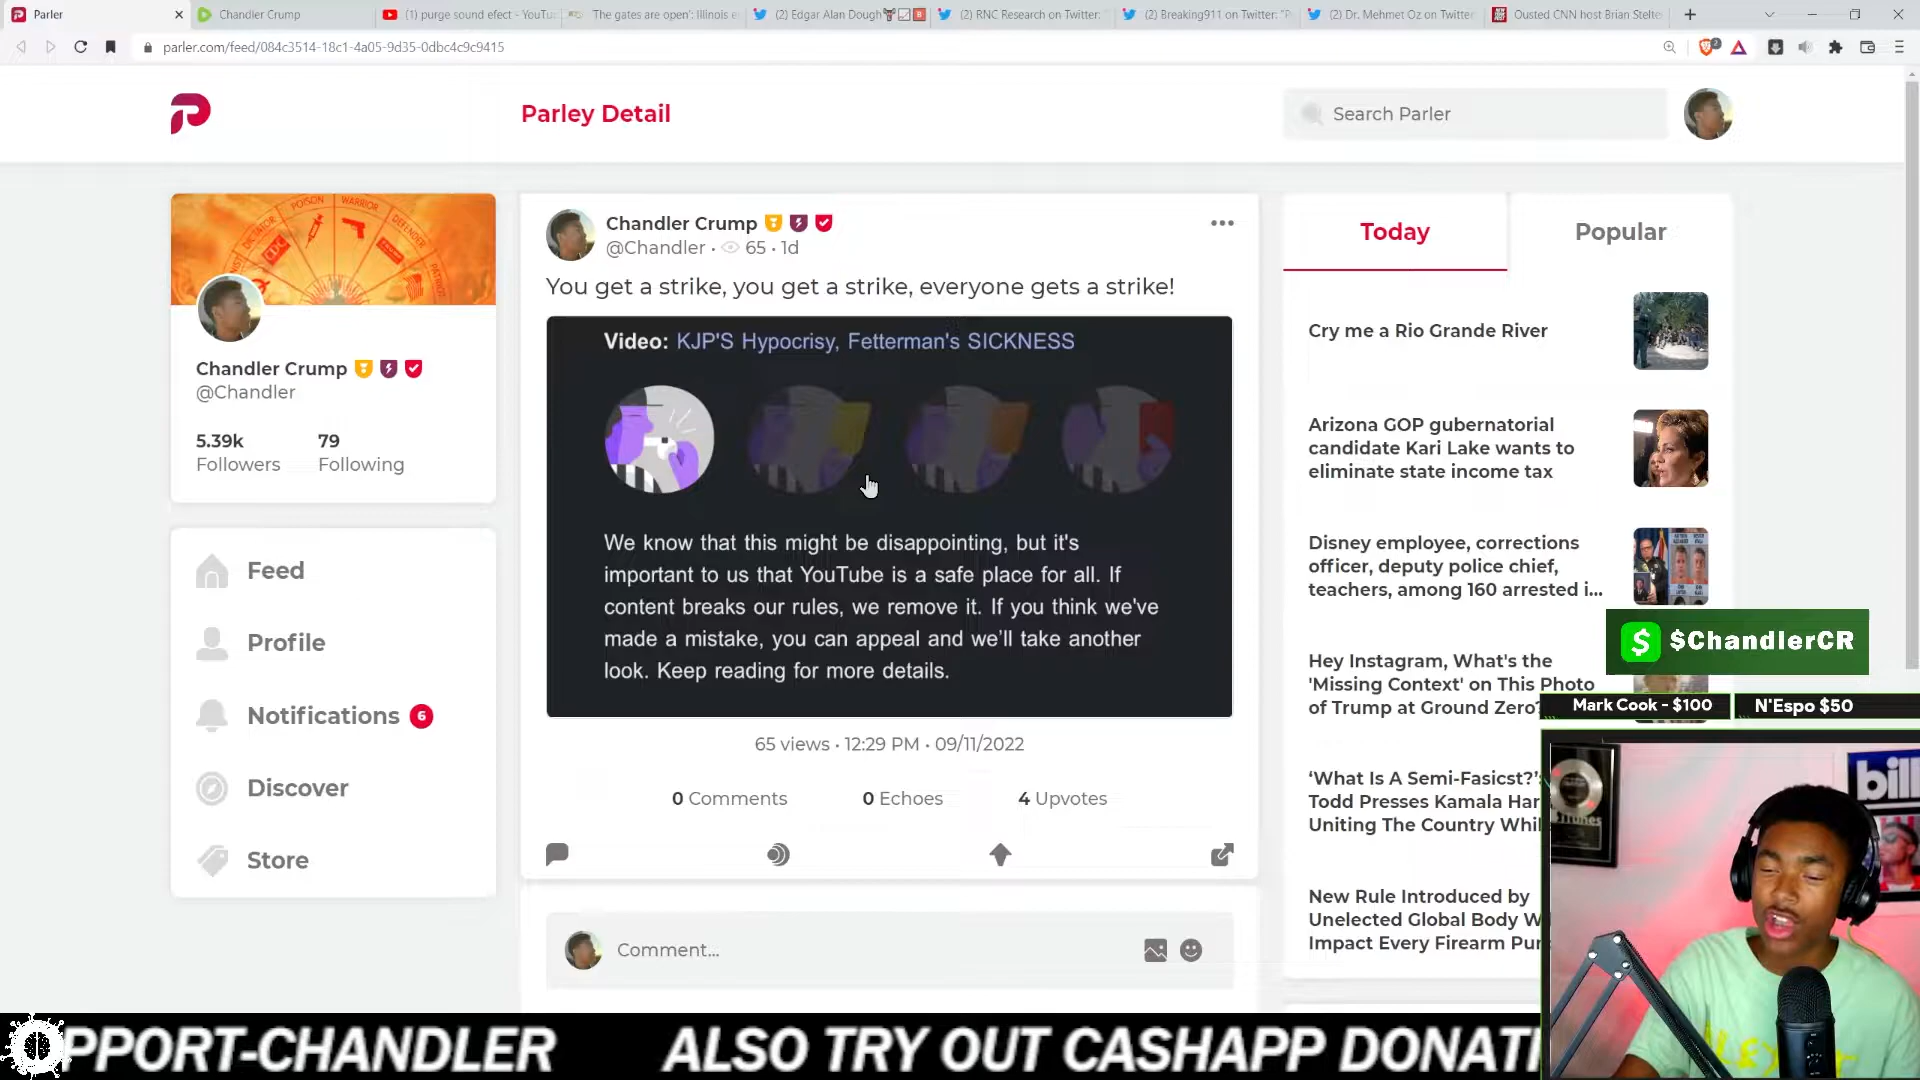 Parler
Chandler Crump
(1) purge sound efect - YouTu
The gates are open': Illinois e
(2) Edgar Alan Dough
(2) RNC Research on Twitter:
(2) Breaking911 on Twitter: "P
(2) Dr. Mehmet Oz on Twitter
Ousted CNN host Brian Stelte
parler.com/feed/084c3514-18c1-4a05-9d35-0dbc4c9c9415
2
Parley Detail
Search Parler
POISON
WARRIOR
DEFENDER
DICTATOR
CDC
PATRIOT
Chandler Crump
@Chandler
5.39k
79
Followers
Following
Feed
Profile
Notifications 6
Discover
Store
Chandler Crump
@Chandler • 65 • 1d
You get a strike, you get a strike, everyone gets a strike!
Video: KJP'S Hypocrisy, Fetterman's SICKNESS
We know that this might be disappointing, but it's
important to us that YouTube is a safe place for all. If
content breaks our rules, we remove it. If you think we've
made a mistake, you can appeal and we'll take another
look. Keep reading for more details.
65 views • 12:29 PM • 09/11/2022
0 Comments
0 Echoes
4 Upvotes
Comment...
Today
Popular
Cry me a Rio Grande River
Arizona GOP gubernatorial
candidate Kari Lake wants to
eliminate state income tax
Disney employee, corrections
officer, deputy police chief,
teachers, among 160 arrested i...
Hey Instagram, What's the
'Missing Context' on This Photo
of Trump at Ground Zero?
‘What Is A Semi-Fasicst?’
Todd Presses Kamala Har
Uniting The Country Whil
New Rule Introduced by
Unelected Global Body W
Impact Every Firearm Pur
$ $ChandlerCR
Mark Cook - $100
N'Espo $50
bill
PPORT-CHANDLER
ALSO TRY OUT CASHAPP DONATI